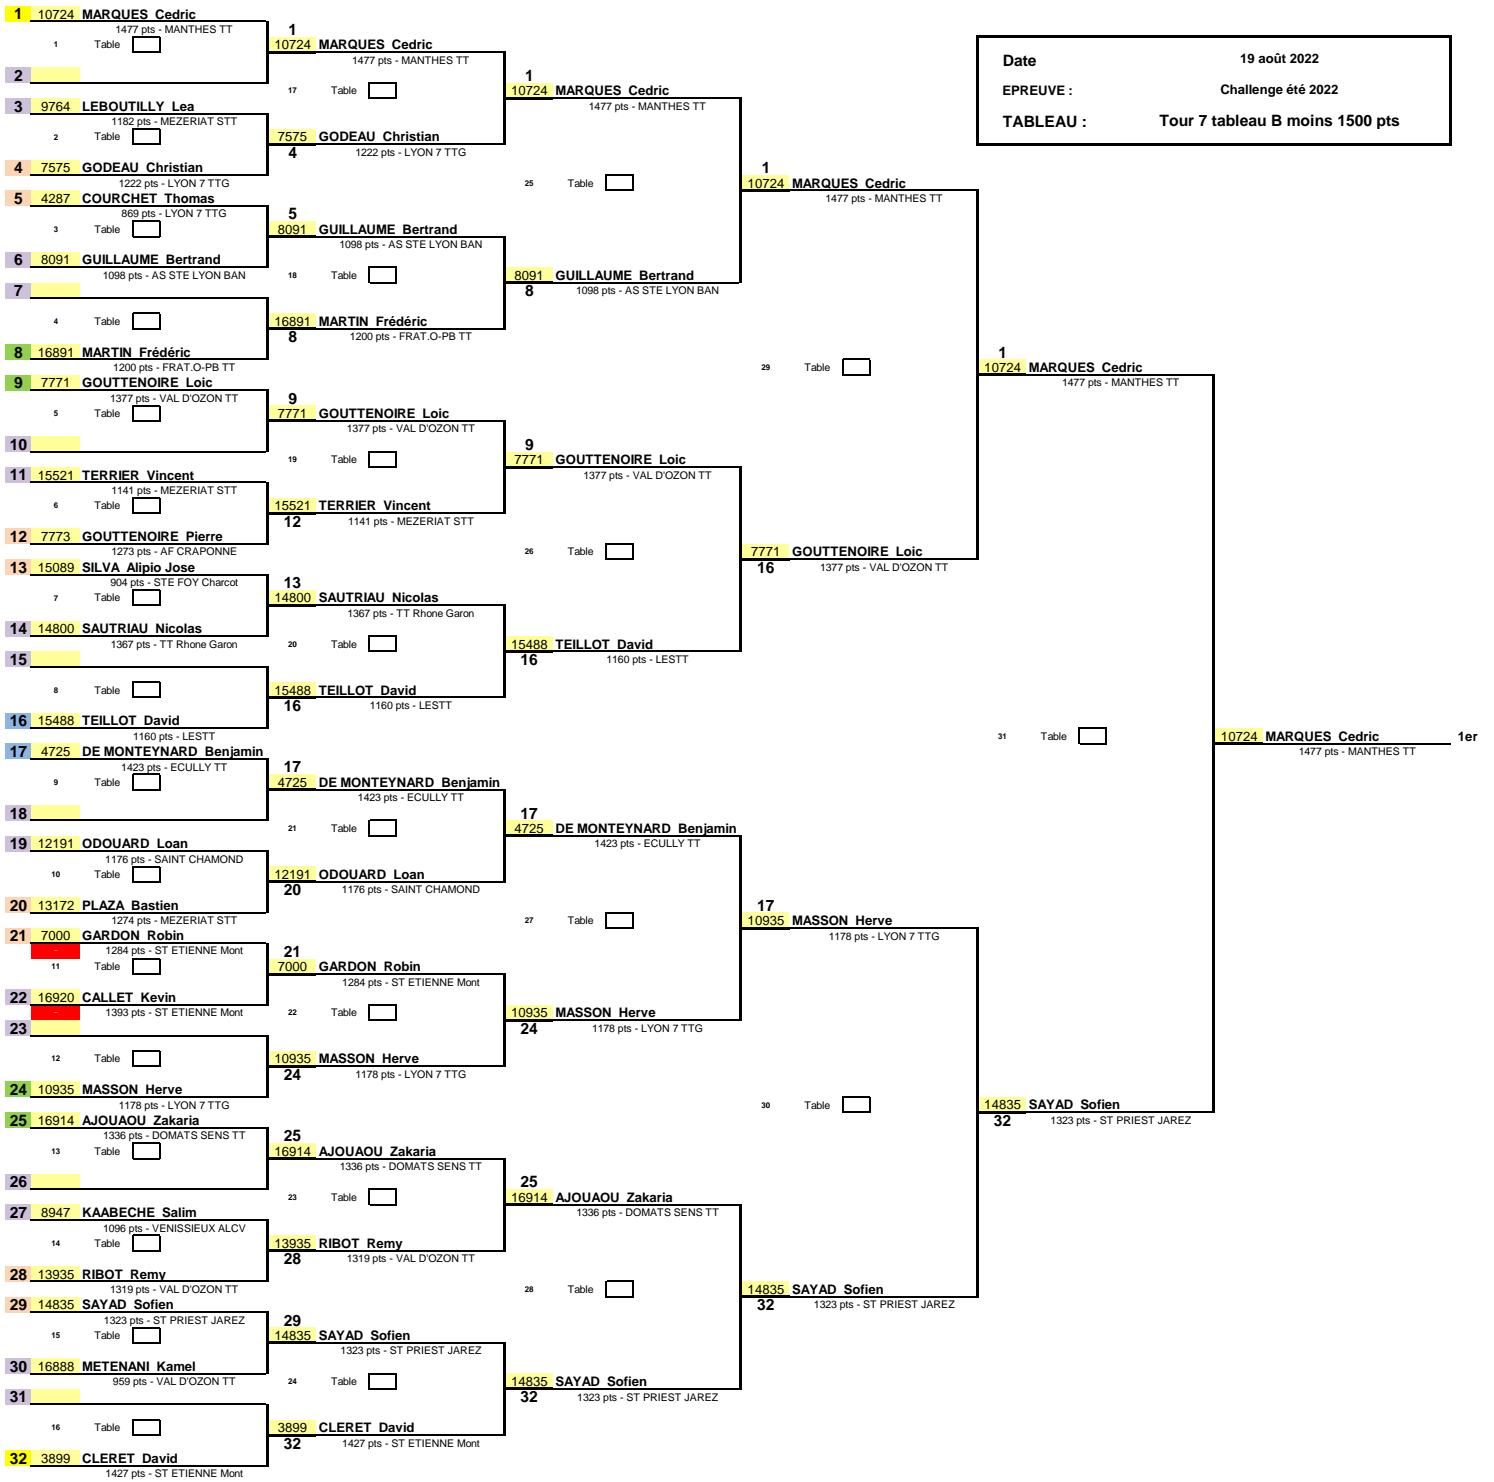 1 10724 MARQUES Cedric
1477 pts - MANTHES TT
1 Table
2
3 9764 LEBOUTILLY Lea
1182 pts - MEZERIAT STT
2 Table
4 7575 GODEAU Christian
1222 pts - LYON 7 TTG
5 4287 COURCHET Thomas
869 pts - LYON 7 TTG
3 Table
6 8091 GUILLAUME Bertrand
1098 pts - AS STE LYON BAN
7
4 Table
8 16891 MARTIN Frédéric
1200 pts - FRAT.O-PB TT
9 7771 GOUTTENOIRE Loic
1377 pts - VAL D'OZON TT
5 Table
10
11 15521 TERRIER Vincent
1141 pts - MEZERIAT STT
6 Table
12 7773 GOUTTENOIRE Pierre
1273 pts - AF CRAPONNE
13 15089 SILVA Alipio Jose
904 pts - STE FOY Charcot
7 Table
14 14800 SAUTRIAU Nicolas
1367 pts - TT Rhone Garon
15
8 Table
16 15488 TEILLOT David
1160 pts - LESTT
17 4725 DE MONTEYNARD Benjamin
1423 pts - ECULLY TT
9 Table
18
19 12191 ODOUARD Loan
1176 pts - SAINT CHAMOND
10 Table
20 13172 PLAZA Bastien
1274 pts - MEZERIAT STT
21 7000 GARDON Robin
1284 pts - ST ETIENNE Mont
11 Table
22 16920 CALLET Kevin
1393 pts - ST ETIENNE Mont
23
12 Table
24 10935 MASSON Herve
1178 pts - LYON 7 TTG
25 16914 AJOUAOU Zakaria
1336 pts - DOMATS SENS TT
13 Table
26
27 8947 KAABECHE Salim
1096 pts - VENISSIEUX ALCV
14 Table
28 13935 RIBOT Remy
1319 pts - VAL D'OZON TT
29 14835 SAYAD Sofien
1323 pts - ST PRIEST JAREZ
15 Table
30 16888 METENANI Kamel
959 pts - VAL D'OZON TT
31
16 Table
32 3899 CLERET David
1427 pts - ST ETIENNE Mont
1
10724 MARQUES Cedric
1477 pts - MANTHES TT
17 Table
7575 GODEAU Christian
4 1222 pts - LYON 7 TTG
5
8091 GUILLAUME Bertrand
1098 pts - AS STE LYON BAN
18 Table
16891 MARTIN Frédéric
8 1200 pts - FRAT.O-PB TT
9
7771 GOUTTENOIRE Loic
1377 pts - VAL D'OZON TT
19 Table
15521 TERRIER Vincent
12 1141 pts - MEZERIAT STT
13
14800 SAUTRIAU Nicolas
1367 pts - TT Rhone Garon
20 Table
15488 TEILLOT David
16 1160 pts - LESTT
17
4725 DE MONTEYNARD Benjamin
1423 pts - ECULLY TT
21 Table
12191 ODOUARD Loan
20 1176 pts - SAINT CHAMOND
21
7000 GARDON Robin
1284 pts - ST ETIENNE Mont
22 Table
10935 MASSON Herve
24 1178 pts - LYON 7 TTG
25
16914 AJOUAOU Zakaria
1336 pts - DOMATS SENS TT
23 Table
13935 RIBOT Remy
28 1319 pts - VAL D'OZON TT
29
14835 SAYAD Sofien
1323 pts - ST PRIEST JAREZ
24 Table
3899 CLERET David
32 1427 pts - ST ETIENNE Mont
1
10724 MARQUES Cedric
1477 pts - MANTHES TT
25 Table
8091 GUILLAUME Bertrand
8 1098 pts - AS STE LYON BAN
9
7771 GOUTTENOIRE Loic
1377 pts - VAL D'OZON TT
26 Table
15488 TEILLOT David
16 1160 pts - LESTT
17
4725 DE MONTEYNARD Benjamin
1423 pts - ECULLY TT
27 Table
10935 MASSON Herve
24 1178 pts - LYON 7 TTG
25
16914 AJOUAOU Zakaria
1336 pts - DOMATS SENS TT
28 Table
14835 SAYAD Sofien
32 1323 pts - ST PRIEST JAREZ
1
10724 MARQUES Cedric
1477 pts - MANTHES TT
29 Table
7771 GOUTTENOIRE Loic
16 1377 pts - VAL D'OZON TT
17
10935 MASSON Herve
1178 pts - LYON 7 TTG
30 Table
14835 SAYAD Sofien
32 1323 pts - ST PRIEST JAREZ
Date 19 août 2022
EPREUVE : Challenge été 2022
TABLEAU : Tour 7 tableau B moins 1500 pts
1
10724 MARQUES Cedric
1477 pts - MANTHES TT
31 Table
14835 SAYAD Sofien
32 1323 pts - ST PRIEST JAREZ
10724 MARQUES Cedric 1er
1477 pts - MANTHES TT